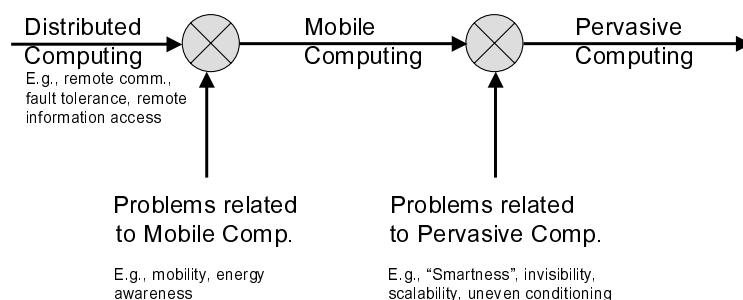 Distributed
Computing
E.g., remote comm.,
fault tolerance, remote
information access
Mobile
Computing
Pervasive
Computing
Problems related
to Mobile Comp.
E.g., mobility, energy
awareness
Problems related
to Pervasive Comp.
E.g., “Smartness”, invisibility,
scalability, uneven conditioning